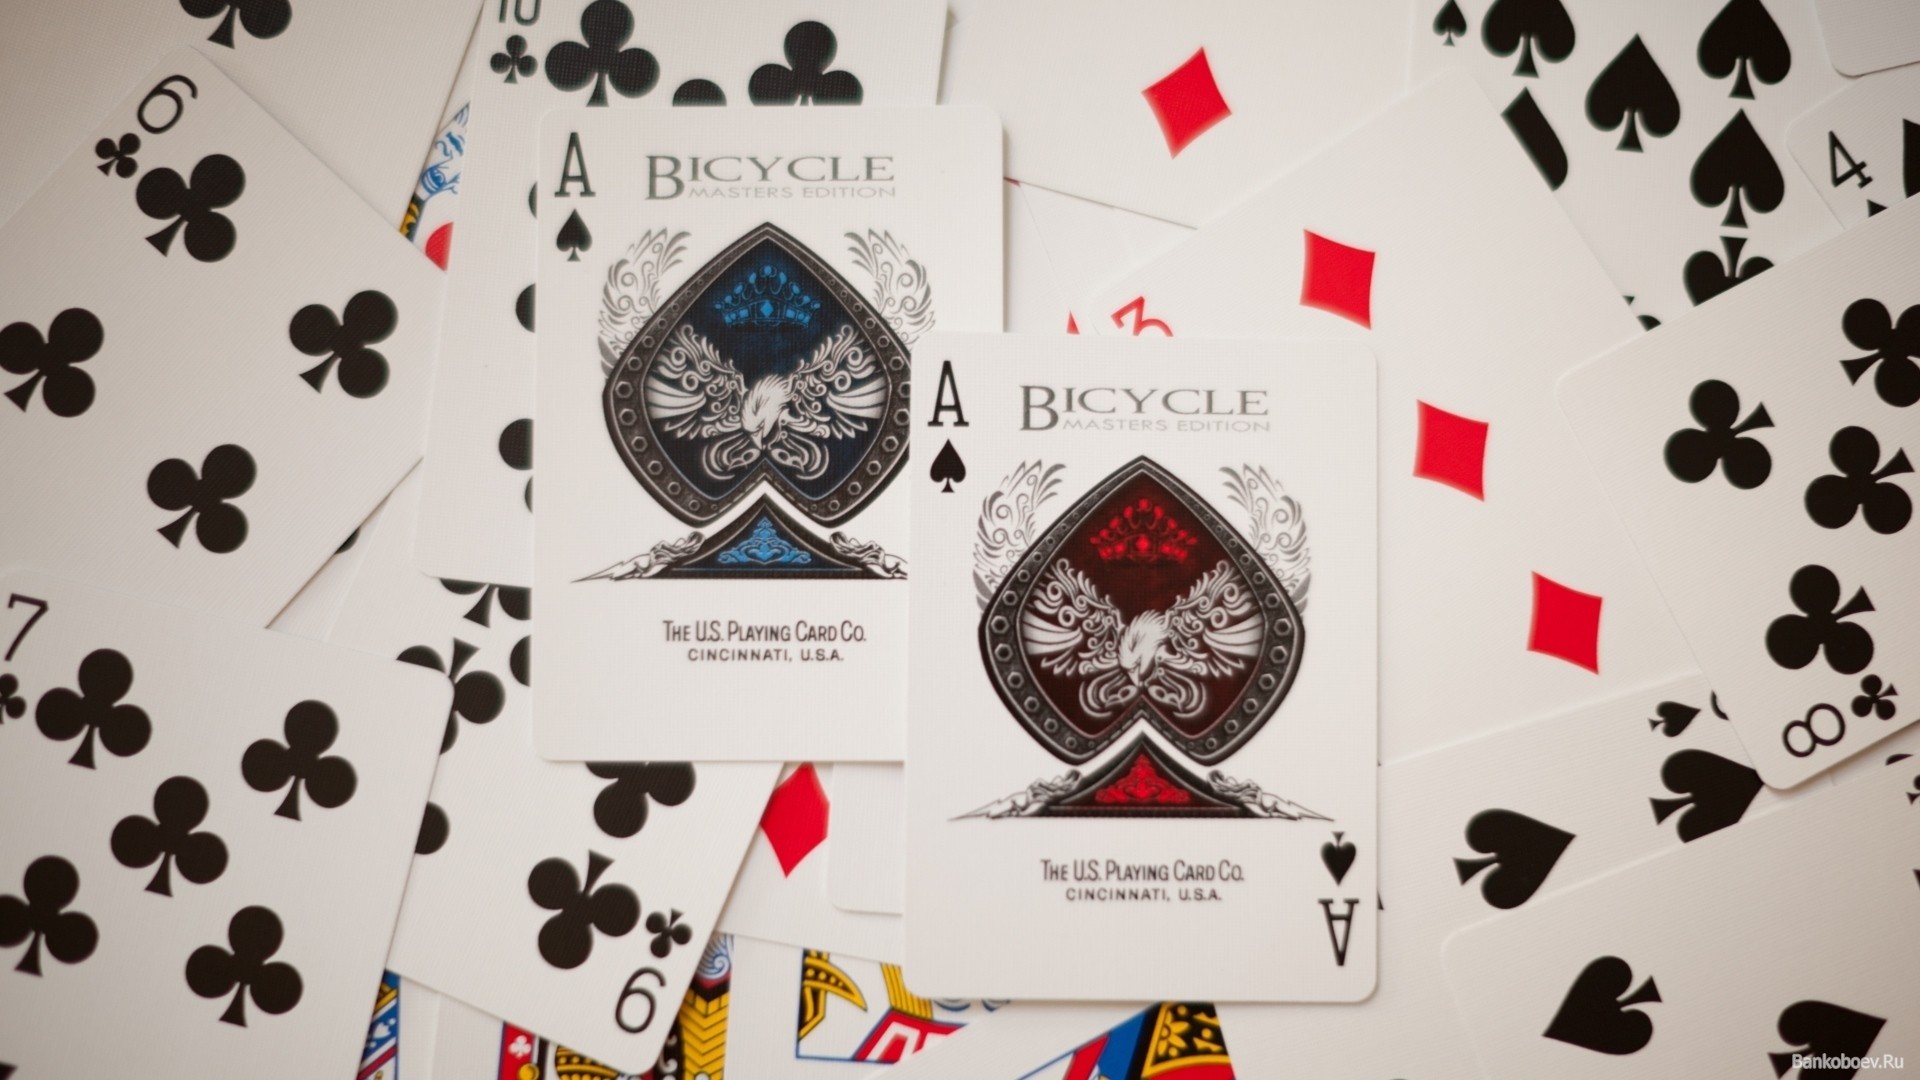 10
6
A
BICYCLE
MASTERS EDITION
4
3
A
BICYCLE
MASTERS EDITION
THE U.S. PLAYING CARD CO.
CINCINNATI, U.S.A.
7
8
THE U.S. PLAYING CARD CO.
CINCINNATI, U.S.A.
A
9
Bankoboev.Ru